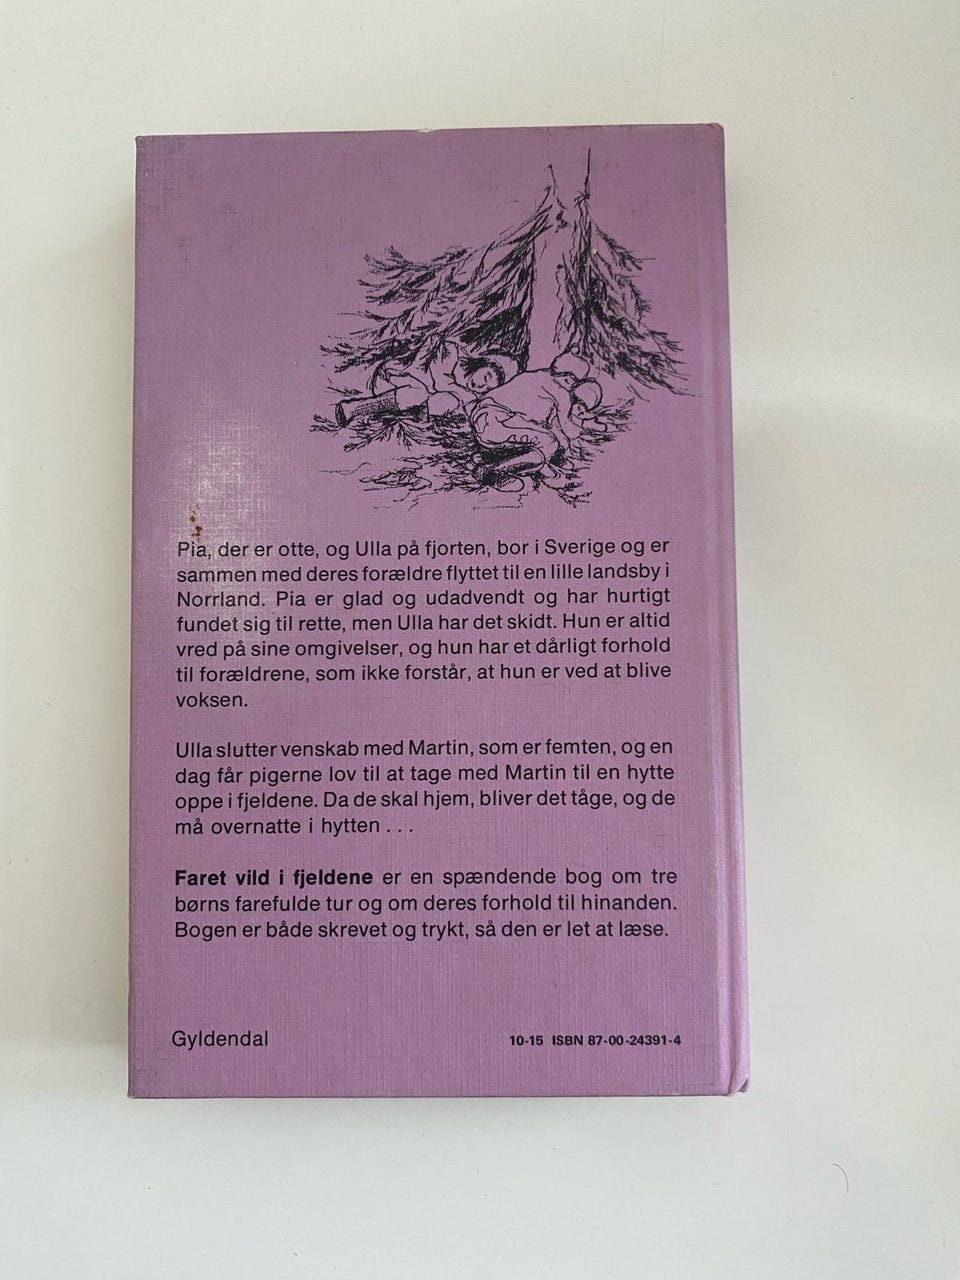 Pia, der er otte, og Ulla på fjorten, bor i Sverige og er
sammen med deres forældre flyttet til en lille landsby i
Norrland. Pia er glad og udadvendt og har hurtigt
fundet sig til rette, men Ulla har det skidt. Hun er altid
vred på sine omgivelser, og hun har et dårligt forhold
til forældrene, som ikke forstår, at hun er ved at blive
voksen.
Ulla slutter venskab med Martin, som er femten, og en
dag får pigerne lov til at tage med Martin til en hytte
oppe i fjeldene. Da de skal hjem, bliver det tåge, og de
må overnatte i hytten . . .
Faret vild i fjeldene er en spændende bog om tre
børns farefulde tur og om deres forhold til hinanden.
Bogen er både skrevet og trykt, så den er let at læse.
Gyldendal
10-15 ISBN 87-00-24391-4